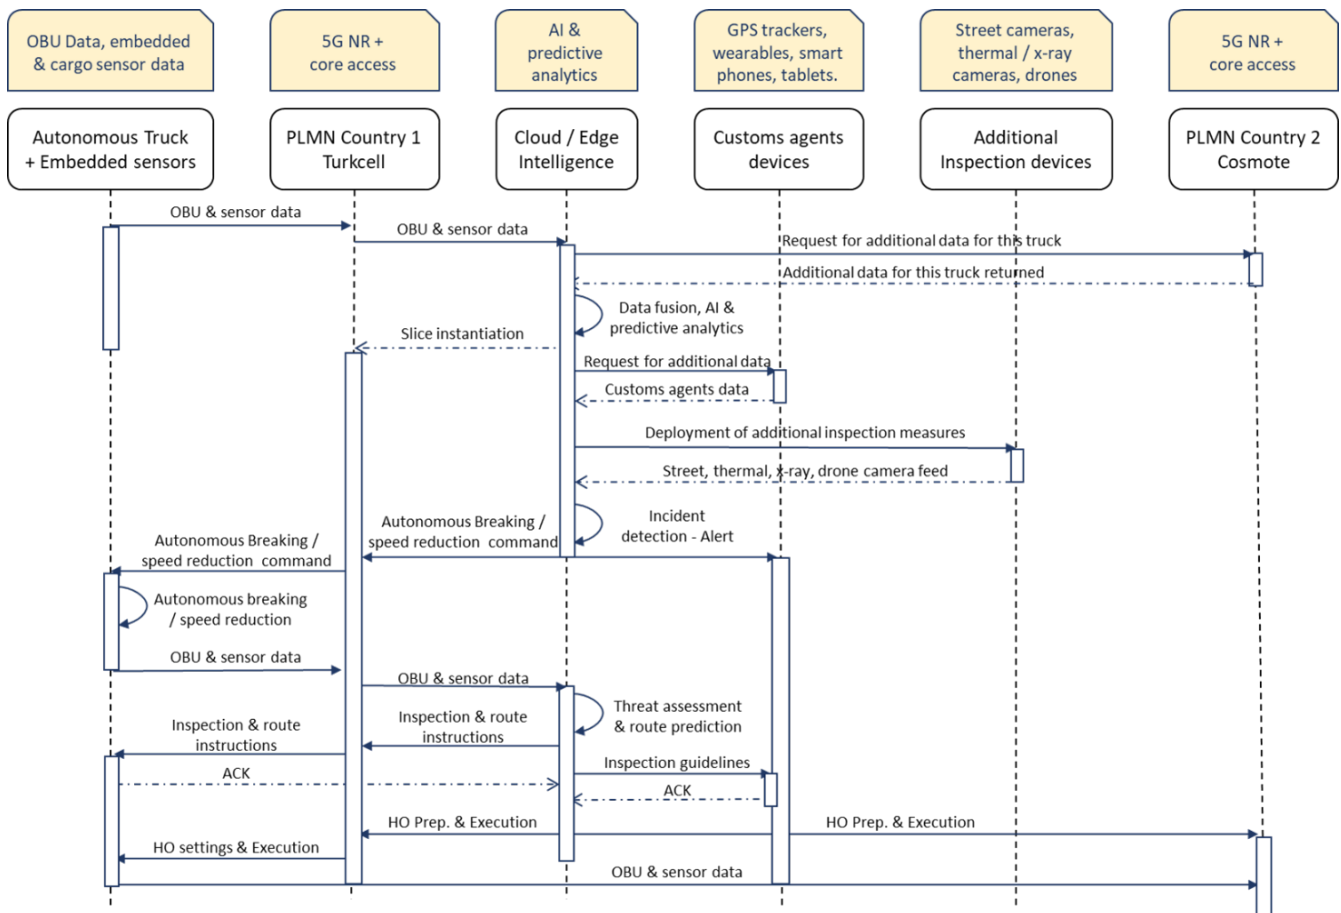 OBU Data, embedded
& cargo sensor data
5G NR +
core access
AI &
predictive
analytics
GPS trackers,
wearables, smart
phones, tablets.
Street cameras,
thermal / x-ray
cameras, drones
5G NR +
core access
Autonomous Truck
+ Embedded sensors
PLMN Country 1
Turkcell
Cloud / Edge
Intelligence
Customs agents
devices
Additional
Inspection devices
PLMN Country 2
Cosmote
OBU & sensor data
OBU & sensor data
Request for additional data for this truck
Additional data for this truck returned
Data fusion, AI &
predictive analytics
Slice instantiation
Request for additional data
Customs agents data
Deployment of additional inspection measures
Street, thermal, x-ray, drone camera feed
Incident
detection - Alert
Autonomous Breaking /
speed reduction command
Autonomous Breaking /
speed reduction command
Autonomous breaking
/ speed reduction
OBU & sensor data
OBU & sensor data
Threat assessment
& route prediction
Inspection & route
instructions
Inspection & route
instructions
Inspection guidelines
ACK
ACK
HO Prep. & Execution
HO Prep. & Execution
HO settings & Execution
OBU & sensor data